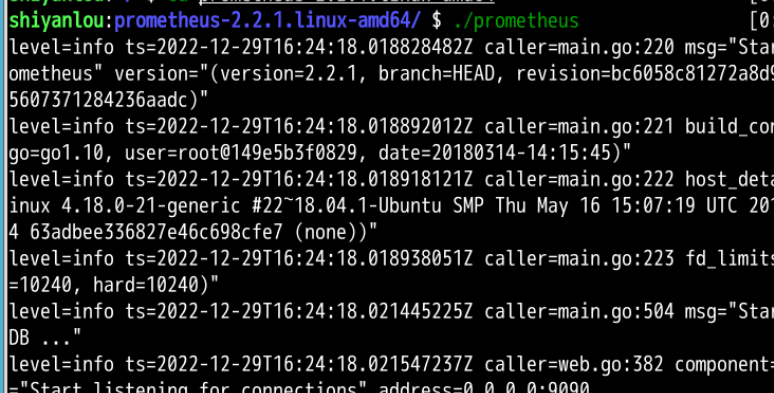 shiyanlou:prometheus-2.2.1.linux-amd64/ $ ./prometheus [0
level=info ts=2022-12-29T16:24:18.018828482Z caller=main.go:220 msg="Star
ometheus" version="(version=2.2.1, branch=HEAD, revision=bc6058c81272a8d9
5607371284236aadc)"
level=info ts=2022-12-29T16:24:18.018892012Z caller=main.go:221 build_con
go=go1.10, user=root@149e5b3f0829, date=20180314-14:15:45)"
level=info ts=2022-12-29T16:24:18.018918121Z caller=main.go:222 host_deta
inux 4.18.0-21-generic #22~18.04.1-Ubuntu SMP Thu May 16 15:07:19 UTC 201
4 63adbee336827e46c698cfe7 (none))"
level=info ts=2022-12-29T16:24:18.018938051Z caller=main.go:223 fd_limits
=10240, hard=10240)"
level=info ts=2022-12-29T16:24:18.021445225Z caller=main.go:504 msg="Star
DB ..."
level=info ts=2022-12-29T16:24:18.021547237Z caller=web.go:382 component=
="Start listening for connections" address=0.0.0.0:9090